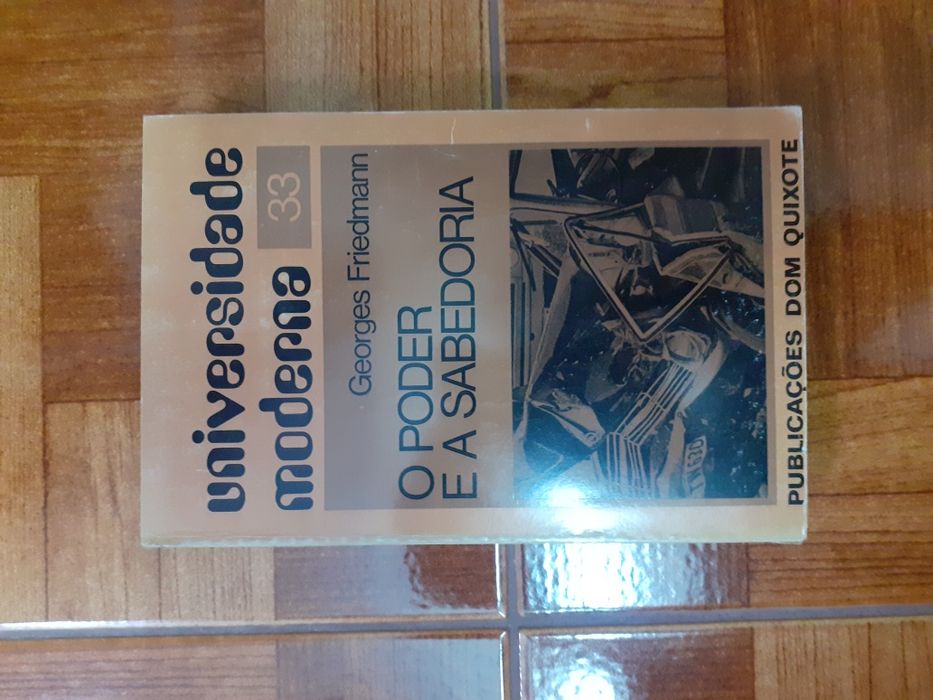 universidade
moderna 33
Georges Friedmann
O PODER
E A SABEDORIA
PUBLICAÇÕES DOM QUIXOTE